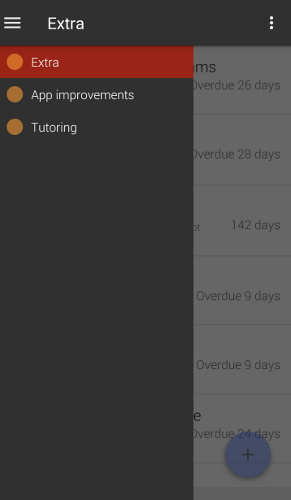 Extra
Extra
App improvements
Tutoring
ms
Overdue 26 days
Overdue 28 days
142 days
Overdue 9 days
Overdue 9 days
e
Overdue 24 days